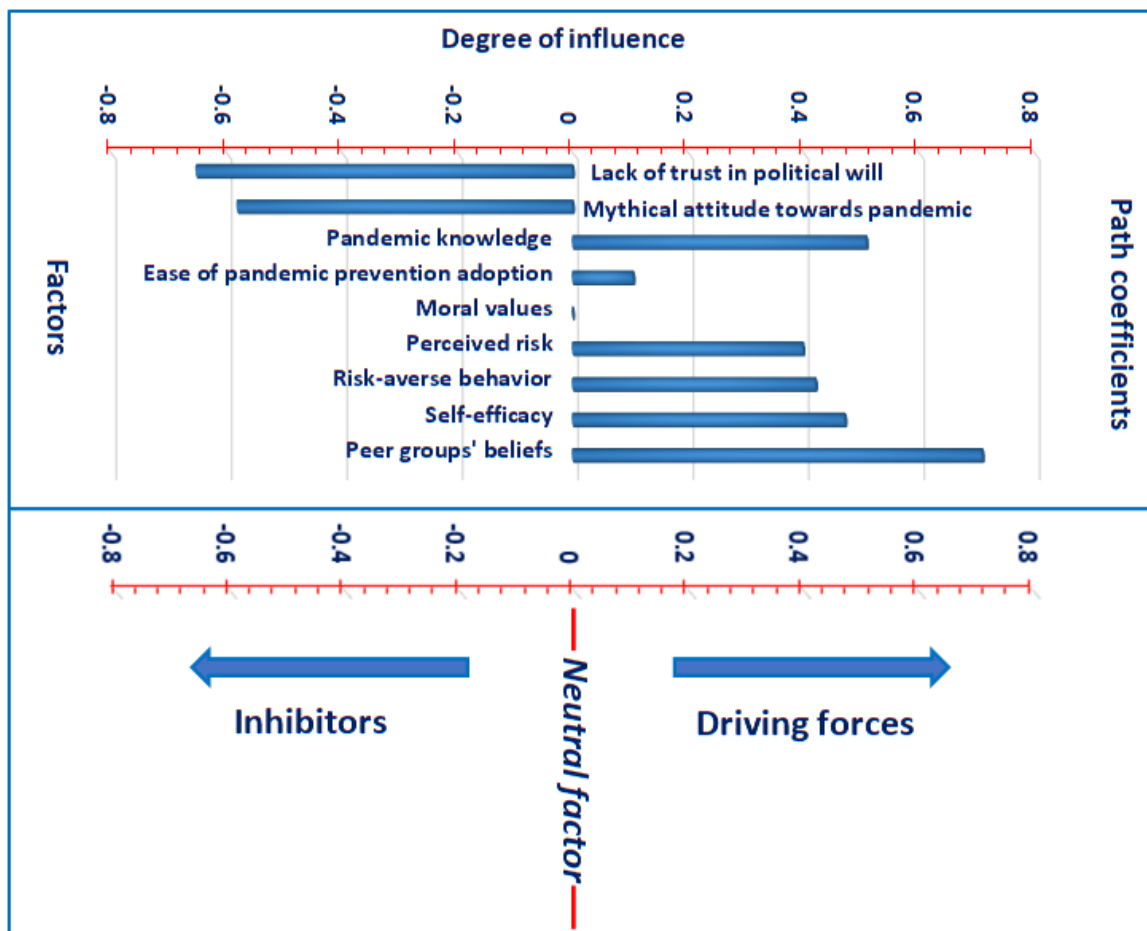 Degree of influence
-0.8 -0.6 -0.4 -0.2 0 0.2 0.4 0.6 0.8
Lack of trust in political will
Mythical attitude towards pandemic
Pandemic knowledge
Ease of pandemic prevention adoption
Moral values
Perceived risk
Risk-averse behavior
Self-efficacy
Peer groups' beliefs
Factors
Path coefficients
-0.8 -0.6 -0.4 -0.2 0 0.2 0.4 0.6 0.8
Inhibitors
Neutral factor
Driving forces